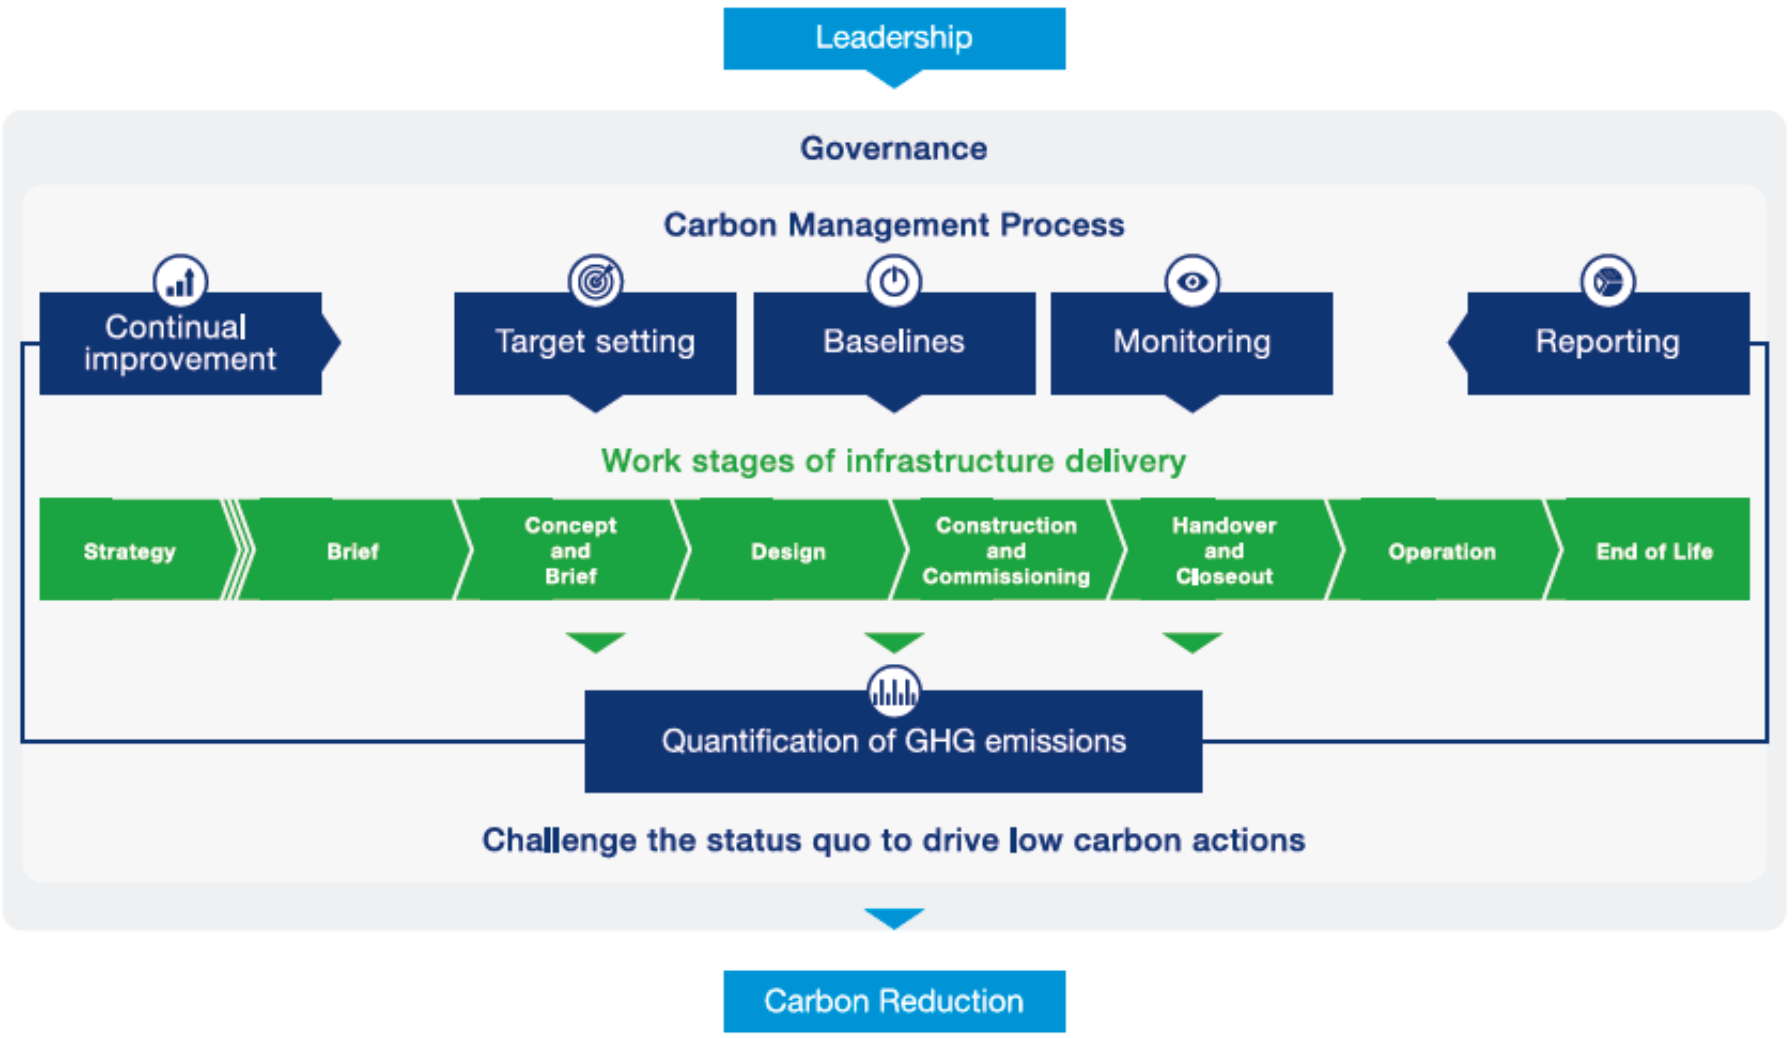 Leadership
Governance
Carbon Management Process
Continual
improvement
Target setting
Baselines
Monitoring
Reporting
Work stages of infrastructure delivery
Strategy
Brief
Concept
and
Brief
Design
Construction
and
Commissioning
Handover
and
Closeout
Operation
End of Life
Quantification of GHG emissions
Challenge the status quo to drive low carbon actions
Carbon Reduction